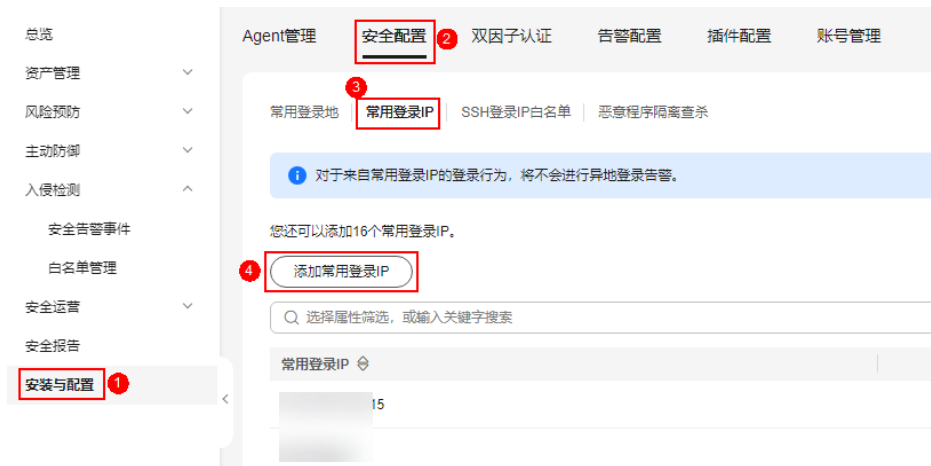 总览
资产管理
风险预防
主动防御
入侵检测
安全告警事件
白名单管理
安全运营
安全报告
安装与配置 1
Agent管理 安全配置 2 双因子认证 告警配置 插件配置 账号管理
3
常用登录地 常用登录IP SSH登录IP白名单 恶意程序隔离查杀
对于来自常用登录IP的登录行为，将不会进行异地登录告警。
您还可以添加16个常用登录IP。
4 添加常用登录IP
选择属性筛选，或输入关键字搜索
常用登录IP
15